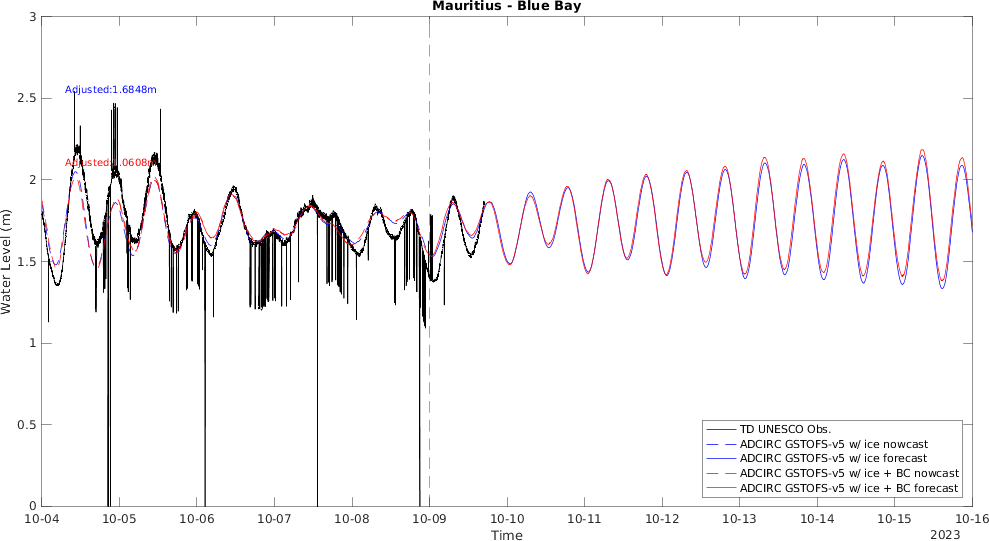 Mauritius - Blue Bay
3
2.5
2
1.5
1
0.5
0
Water Level (m)
Adjusted:1.6848m
Adjusted:
.0608m
TD UNESCO Obs.
ADCIRC GSTOFS-v5 w/ ice nowcast
ADCIRC GSTOFS-v5 w/ ice forecast
ADCIRC GSTOFS-v5 w/ ice + BC nowcast
ADCIRC GSTOFS-v5 w/ ice + BC forecast
10-04 10-05 10-06 10-07 10-08 10-09 10-10 10-11 10-12 10-13 10-14 10-15 10-16
Time
2023